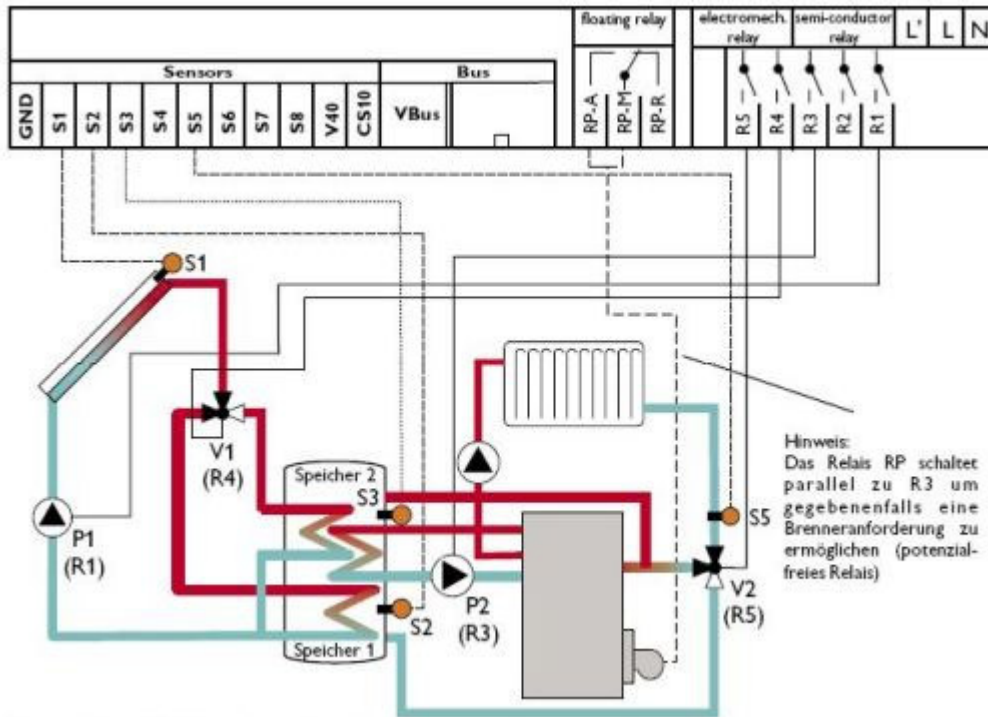 floating relay
electromech. relay
semi-conductor relay
L' L N
Sensors
Bus
GND S1 S2 S3 S4 S5 S6 S7 S8 V40 CS10
VBus
RP-A RP-M RP-R
R5 R4 R3 R2 R1
S1
V1
(R4)
Speicher 2
S3
P1
(R1)
S5
V2
(R5)
P2
(R3)
S2
Speicher 1
Hinweis:
Das Relais RP schaltet
parallel zu R3 um
gegebenenfalls eine
Brenneranforderung zu
ermöglichen (potenzial-
freies Relais)